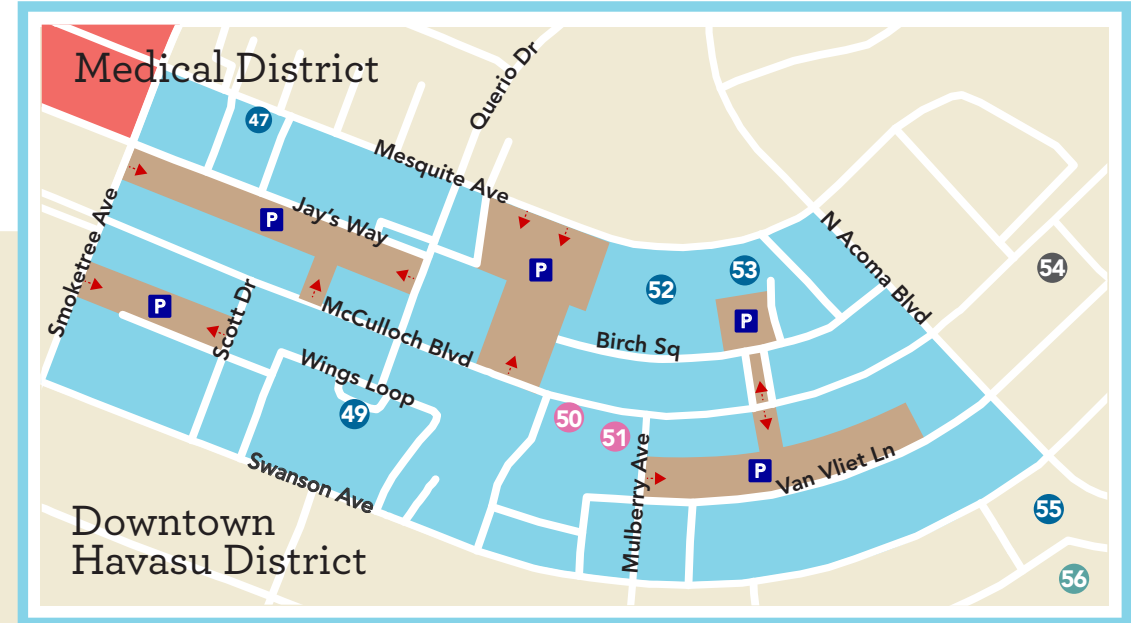 Medical District
Querio Dr
47
Mesquite Ave
Jay's Way
P
Smoketree Ave
P
N Acoma Blvd
53
54
P
52
P
Scott Dr
McCulloch Blvd
Birch Sq
Wings Loop
49
50
51
Mulberry Ave
P
Van Vliet Ln
Swanson Ave
55
Downtown
Havasu District
56